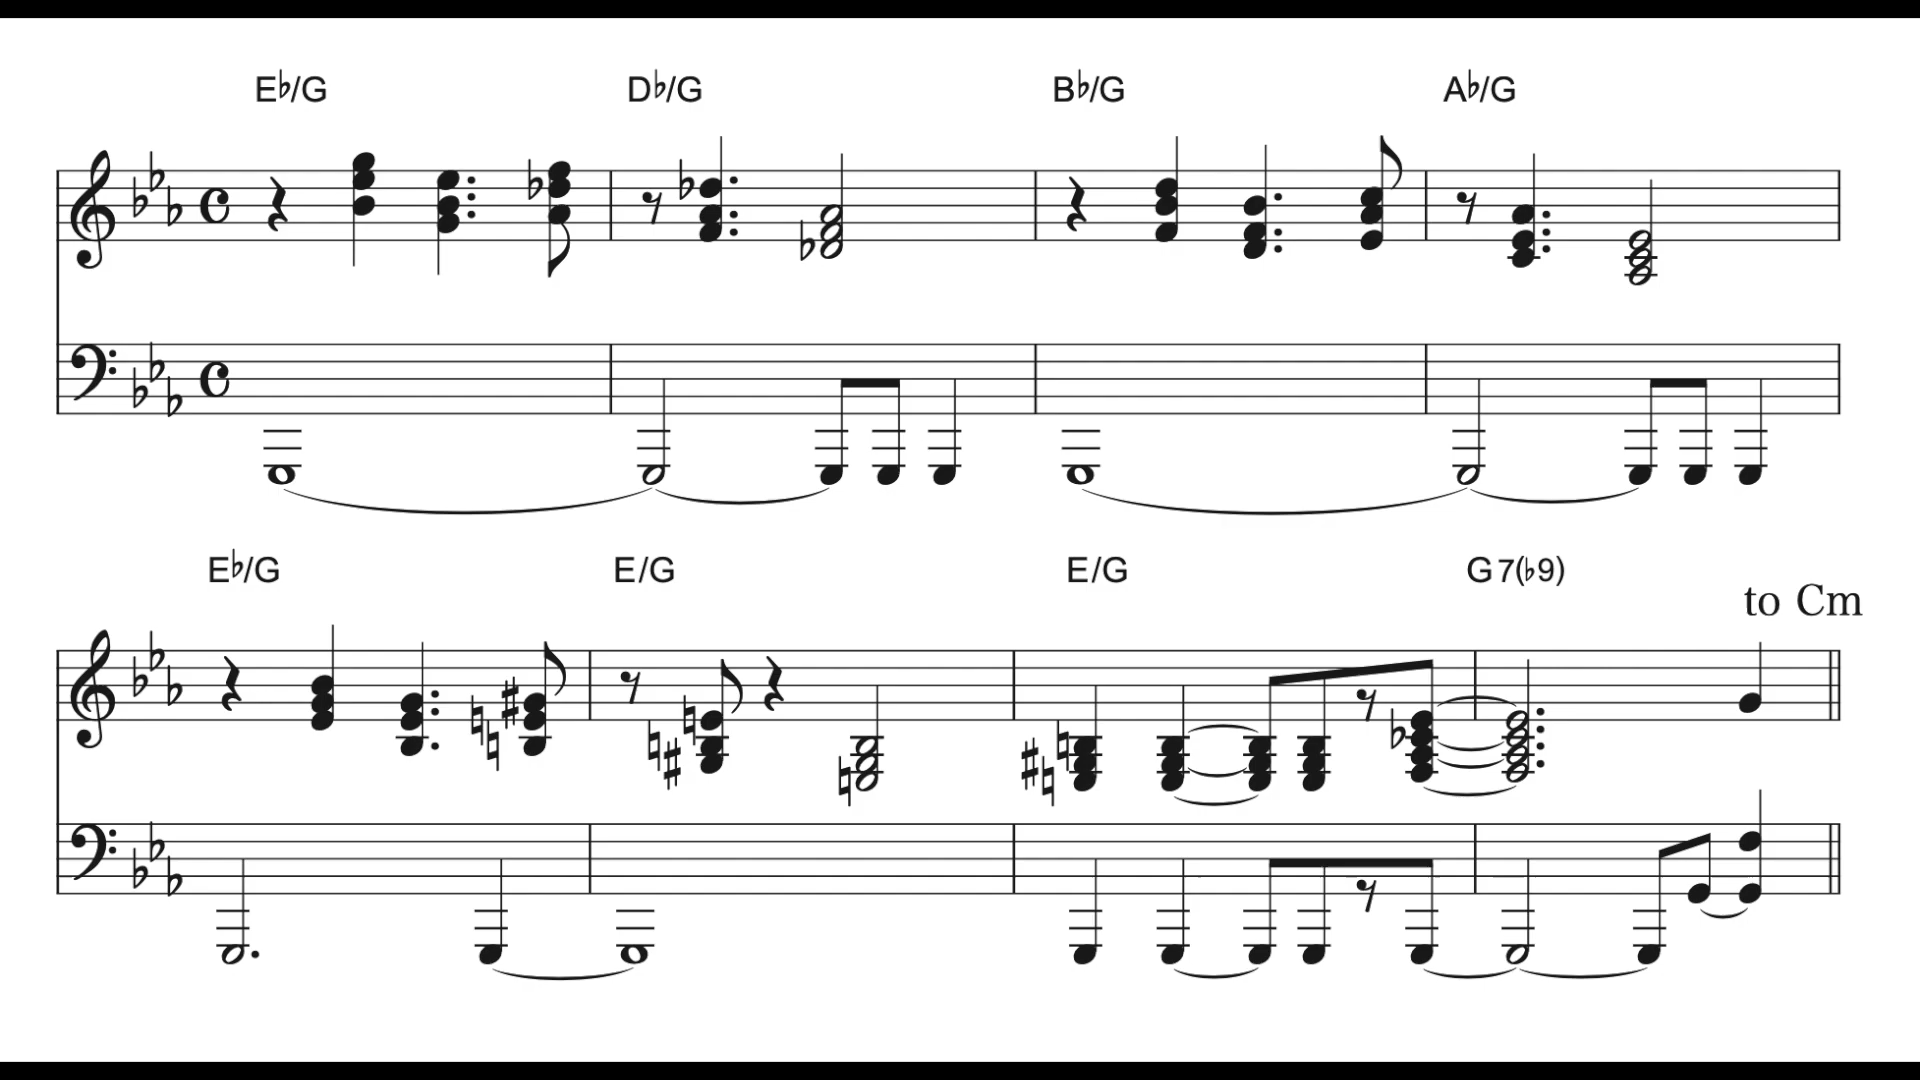 E♭/G D♭/G B♭/G A♭/G
E♭/G E/G E/G G7(♭9)
to Cm